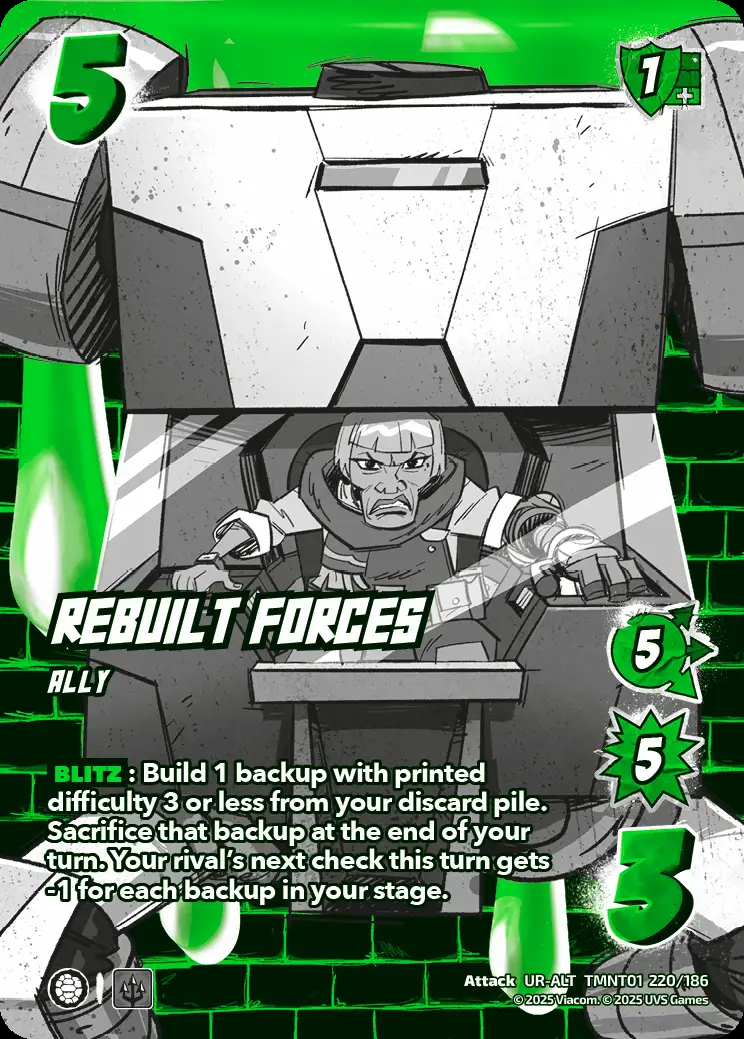 5
1
+
REBUILT FORCES
ALLY
5
BLITZ : Build 1 backup with printed
difficulty 3 or less from your discard pile.
Sacrifice that backup at the end of your
turn. Your rival's next check this turn gets
-1 for each backup in your stage.
5
3
Attack UR-ALT TMNT01 220/186
© 2025 Viacom. © 2025 UVS Games